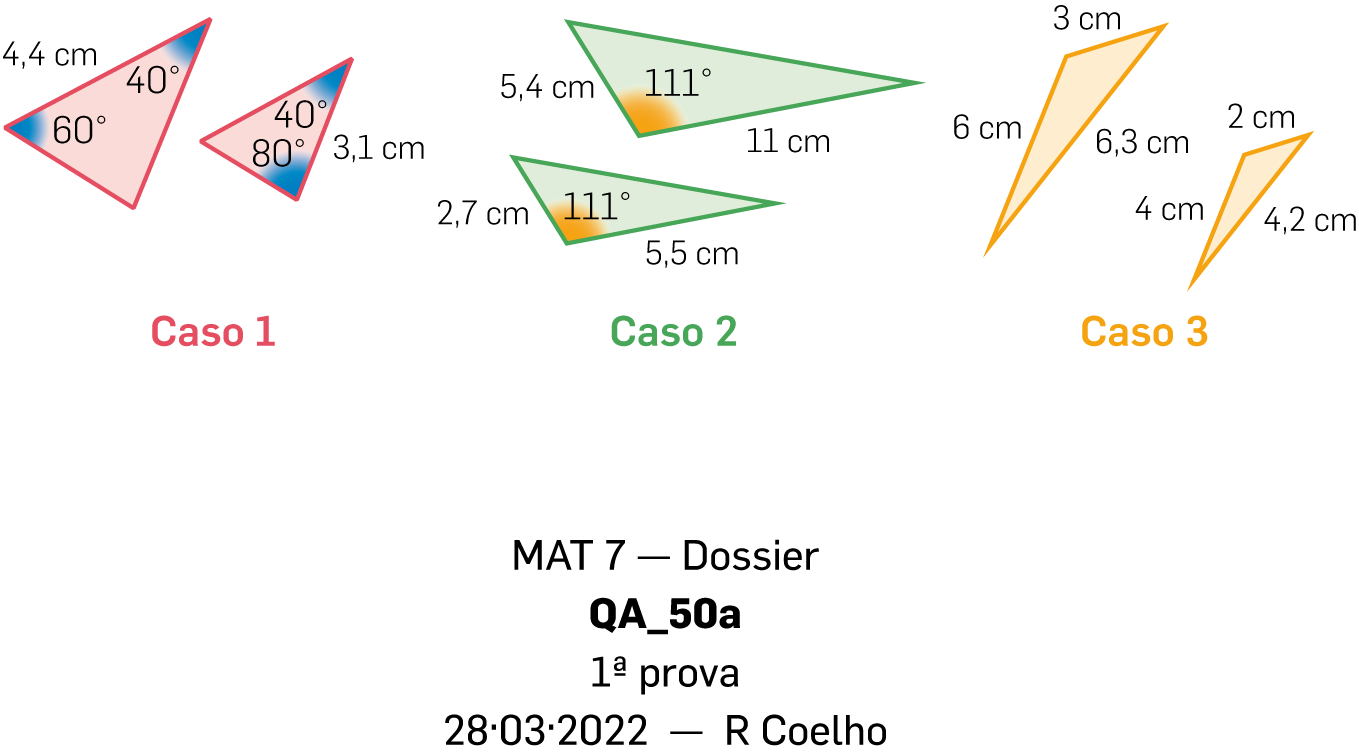 4,4 cm
40°
60°
40°
80°
3,1 cm
Caso 1
5,4 cm
111°
11 cm
2,7 cm
111°
5,5 cm
Caso 2
3 cm
6 cm
6,3 cm
2 cm
4 cm
4,2 cm
Caso 3
MAT 7 — Dossier
QA_50a
1ª prova
28·03·2022 — R Coelho